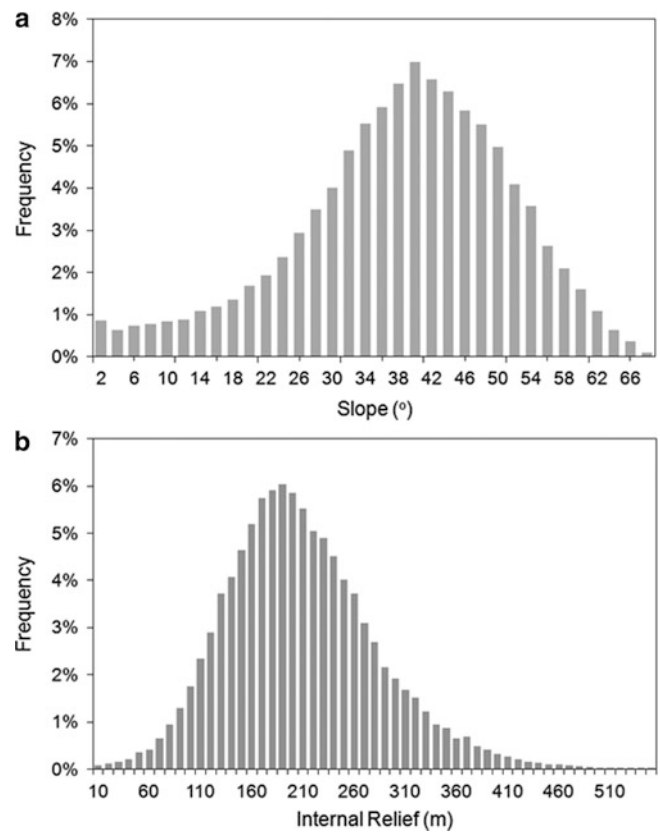 a
8%
7%
6%
5%
4%
3%
2%
1%
0%
Frequency
2 6 10 14 18 22 26 30 34 38 42 46 50 54 58 62 66
Slope (o)
b
7%
6%
5%
4%
3%
2%
1%
0%
Frequency
10 60 110 160 210 260 310 360 410 460 510
Internal Relief (m)